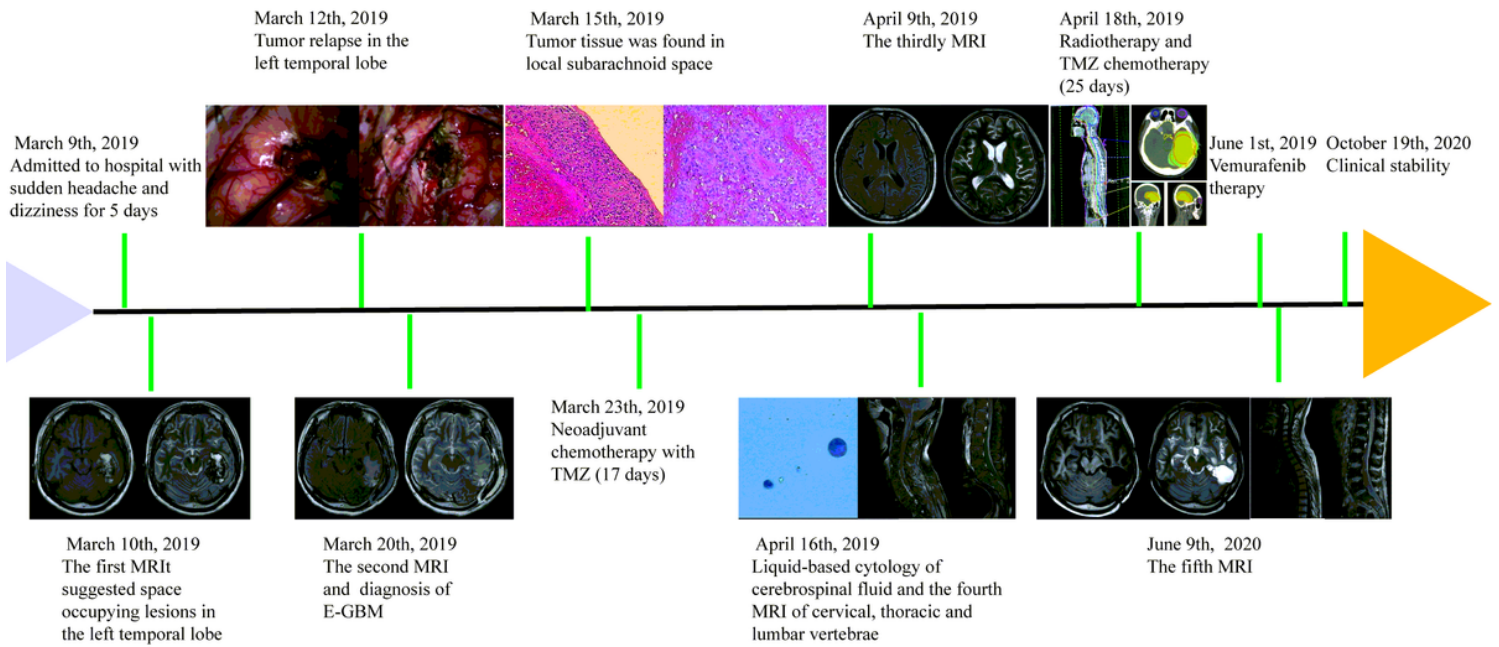 March 12th, 2019
Tumor relapse in the
left temporal lobe
March 15th, 2019
Tumor tissue was found in
local subarachnoid space
April 9th, 2019
The thirdly MRI
April 18th, 2019
Radiotherapy and
TMZ chemotherapy
(25 days)
March 9th, 2019
Admitted to hospital with
sudden headache and
dizziness for 5 days
June 1st, 2019
Vemurafenib
therapy
October 19th, 2020
Clinical stability
March 10th, 2019
The first MRIt
suggested space
occupying lesions in
the left temporal lobe
March 20th, 2019
The second MRI
and diagnosis of
E-GBM
March 23th, 2019
Neoadjuvant
chemotherapy with
TMZ (17 days)
April 16th, 2019
Liquid-based cytology of
cerebrospinal fluid and the fourth
MRI of cervical, thoracic and
lumbar vertebrae
June 9th, 2020
The fifth MRI